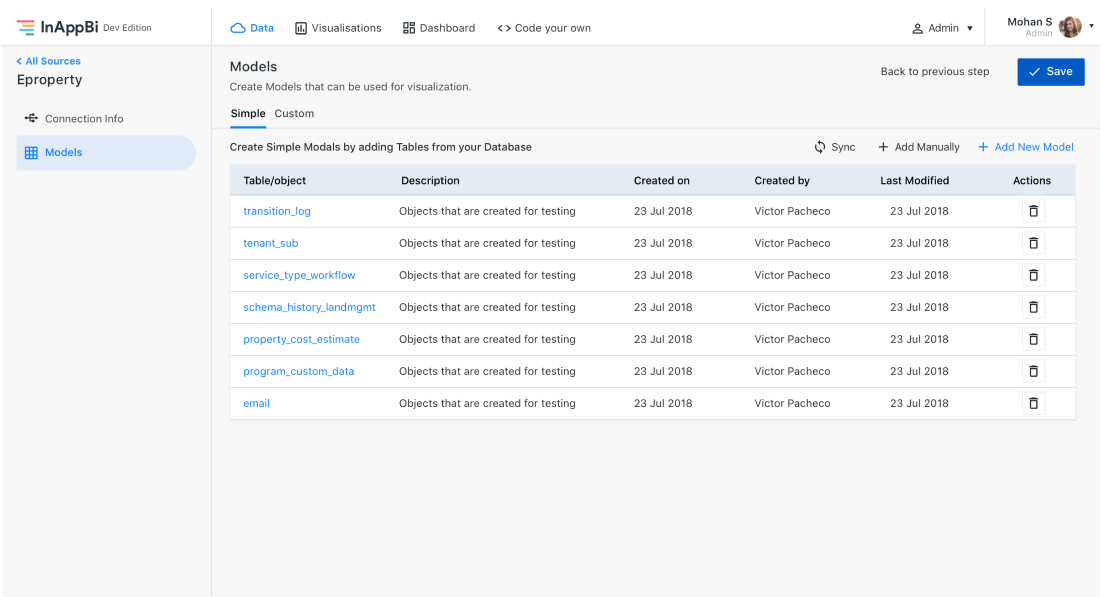 InAppBi Dev Edition
Data Visualisations Dashboard Code your own
Admin
Mohan S
Admin
All Sources
Eproperty
Connection Info
Models
Models
Create Models that can be used for visualization.
Back to previous step
Save
Simple Custom
Create Simple Modals by adding Tables from your Database
Sync Add Manually Add New Model
Table/object Description Created on Created by Last Modified Actions
transition_log Objects that are created for testing 23 Jul 2018 Victor Pacheco 23 Jul 2018
tenant_sub Objects that are created for testing 23 Jul 2018 Victor Pacheco 23 Jul 2018
service_type_workflow Objects that are created for testing 23 Jul 2018 Victor Pacheco 23 Jul 2018
schema_history_landmgmt Objects that are created for testing 23 Jul 2018 Victor Pacheco 23 Jul 2018
property_cost_estimate Objects that are created for testing 23 Jul 2018 Victor Pacheco 23 Jul 2018
program_custom_data Objects that are created for testing 23 Jul 2018 Victor Pacheco 23 Jul 2018
email Objects that are created for testing 23 Jul 2018 Victor Pacheco 23 Jul 2018